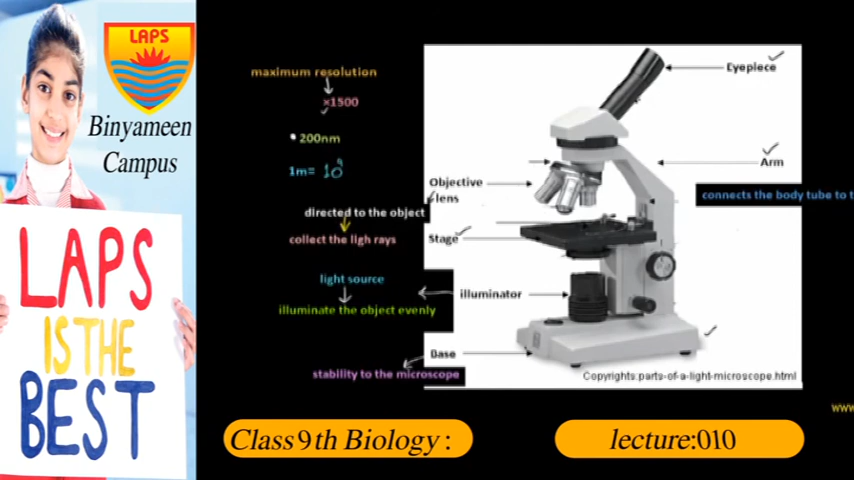 LAPS
Binyameen
Campus
LAPS
IS THE
BEST
maximum resolution
×1500
200nm
1m= 10⁹
directed to the object
collect the ligh rays
light source
illuminate the object evenly
stability to the microscope
Eyepiece
Arm
connects the body tube to t
Objective
lens
Stage
illuminator
Base
Copyrights:parts-of-a-light-microscope.html
www
Class 9th Biology :
lecture:010